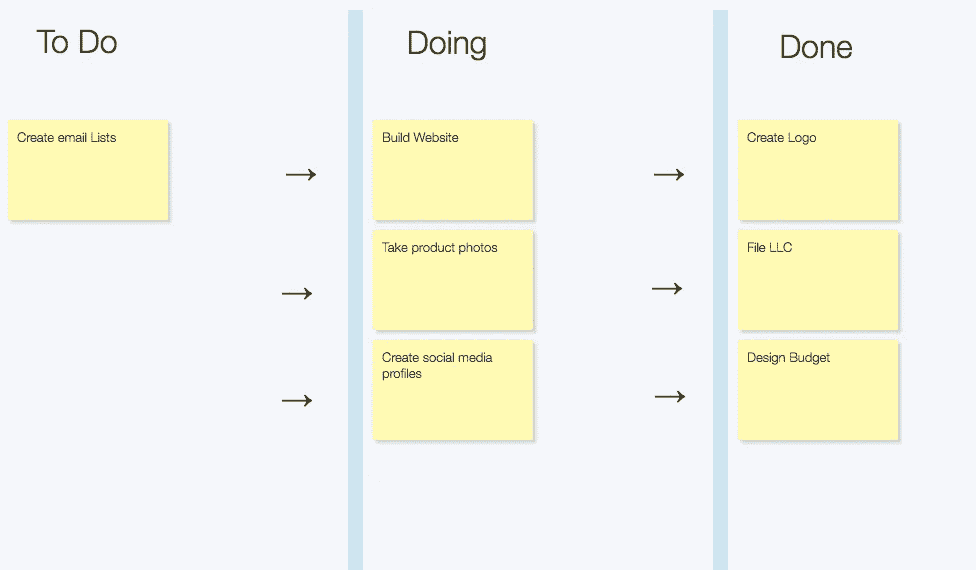 To Do
Doing
Done
Create email Lists
Build Website
Create Logo
Take product photos
File LLC
Create social media
profiles
Design Budget